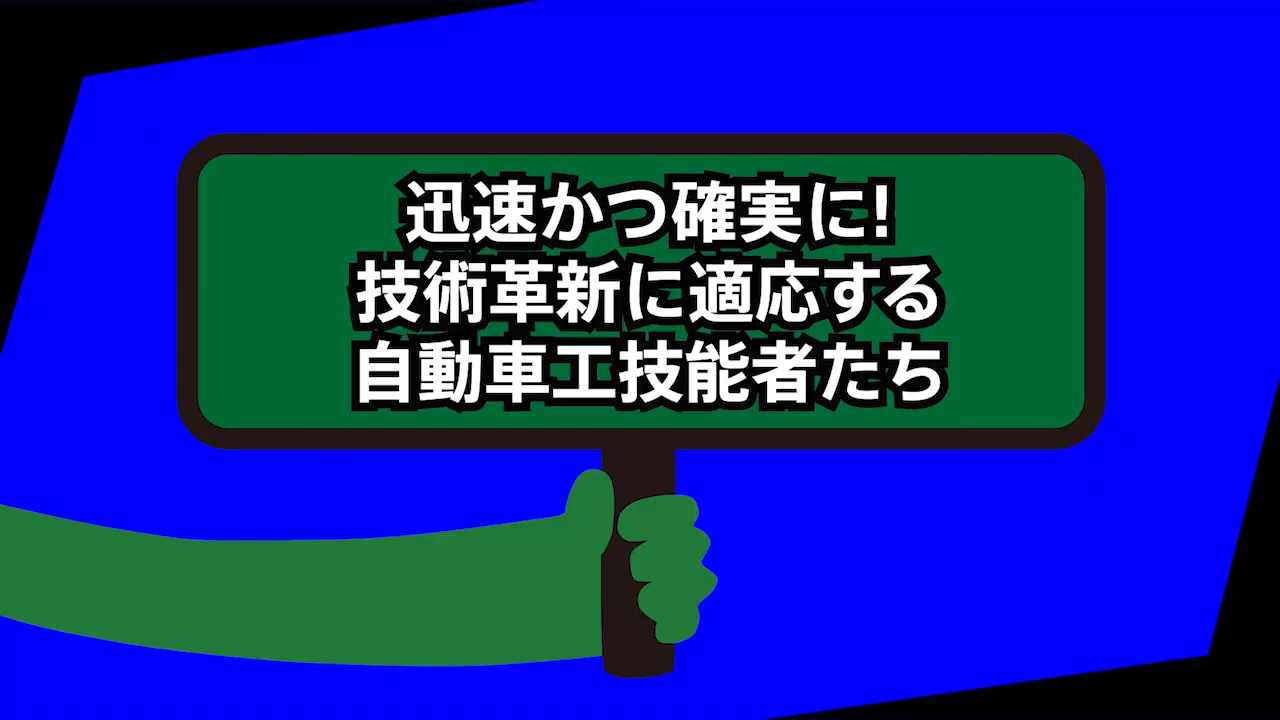 迅速かつ確実に!
技術革新に適応する
自動車工技能者たち